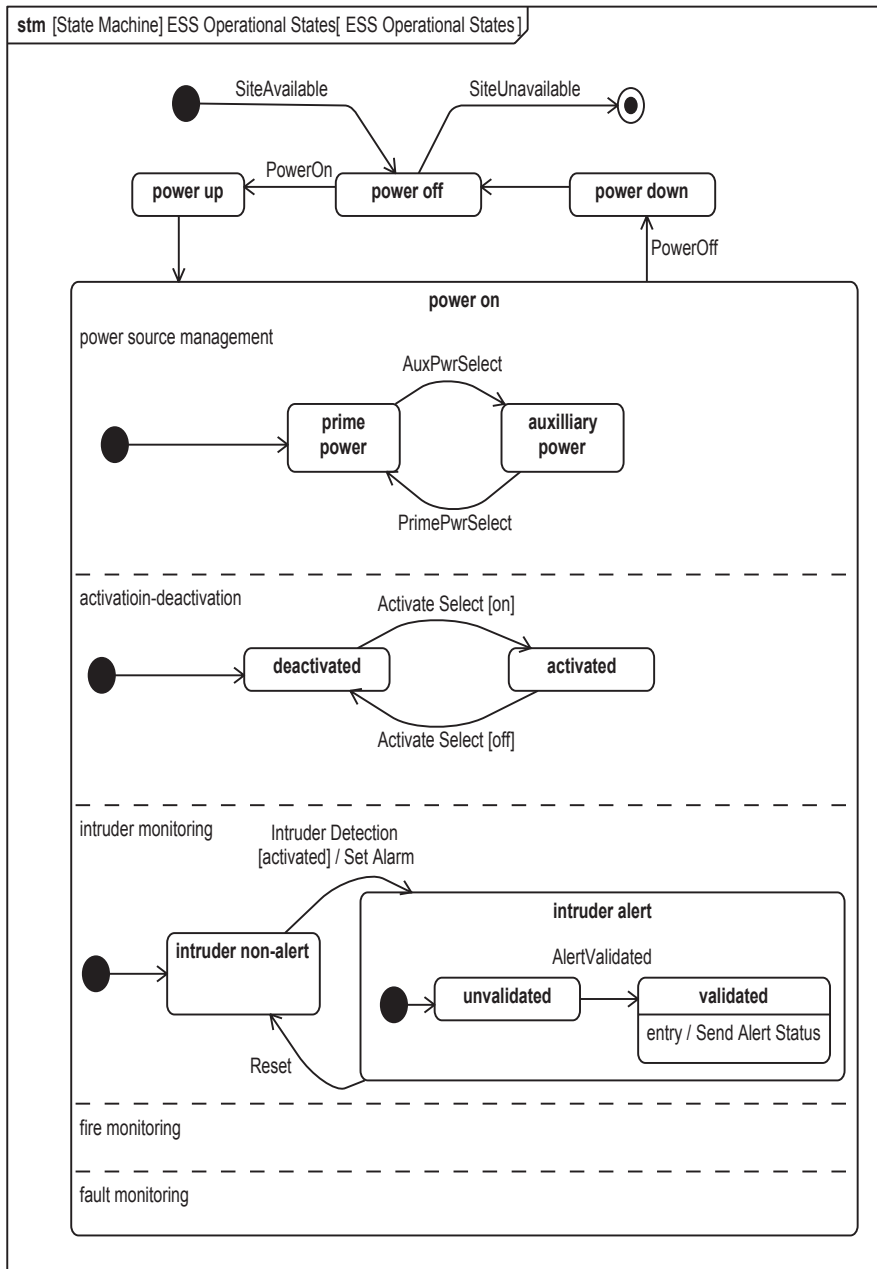 stm [State Machine] ESS Operational States[ ESS Operational States ]
SiteAvailable
SiteUnavailable
PowerOn
power up
power off
power down
PowerOff
power on
power source management
AuxPwrSelect
prime
power
auxilliary
power
PrimePwrSelect
activatioin-deactivation
Activate Select [on]
deactivated
activated
Activate Select [off]
intruder monitoring
Intruder Detection
[activated] / Set Alarm
intruder alert
intruder non-alert
AlertValidated
unvalidated
validated
entry / Send Alert Status
Reset
fire monitoring
fault monitoring